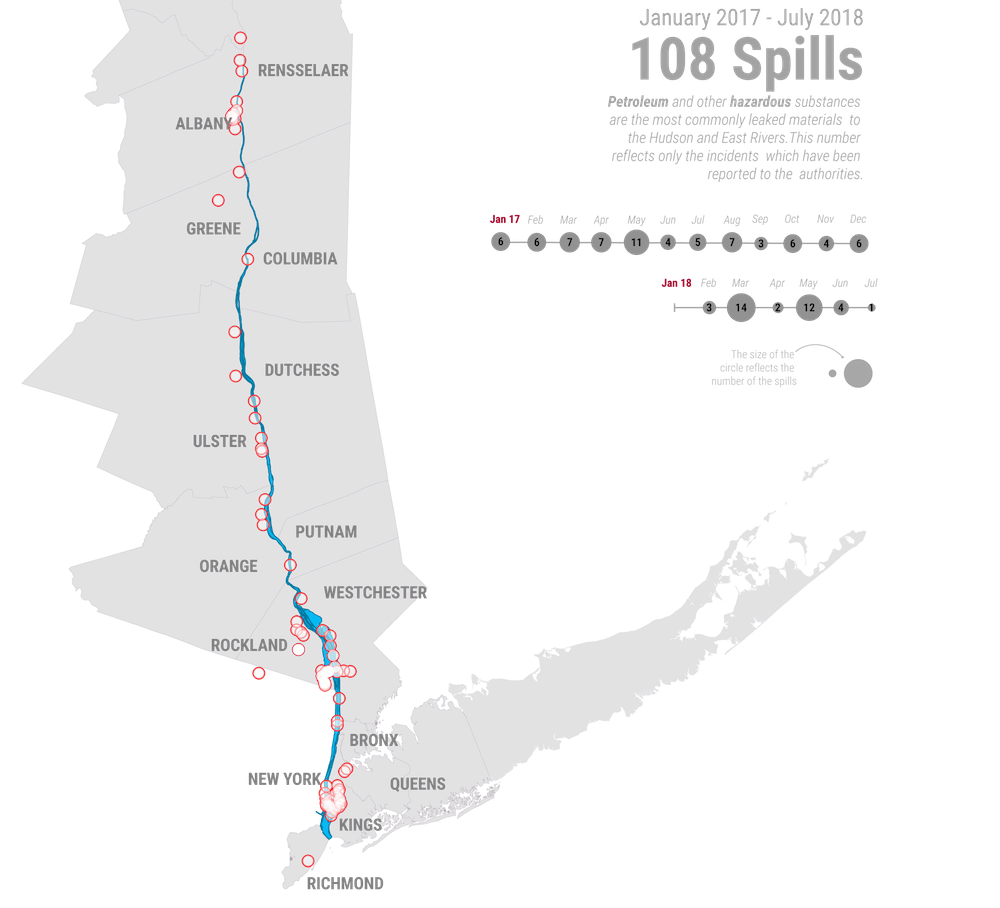 January 2017 - July 2018
108 Spills
Petroleum and other hazardous substances
are the most commonly leaked materials to
the Hudson and East Rivers.This number
reflects only the incidents which have been
reported to the authorities.
Jan 17 Feb Mar Apr May Jun Jul Aug Sep Oct Nov Dec
6 6 7 7 11 4 5 7 3 6 4 6
Jan 18 Feb Mar Apr May Jun Jul
3 14 2 12 4 1
The size of the
circle reflects the
number of the spills
RENSSELAER
ALBANY
GREENE
COLUMBIA
DUTCHESS
ULSTER
PUTNAM
ORANGE
WESTCHESTER
ROCKLAND
BRONX
NEW YORK
QUEENS
KINGS
RICHMOND